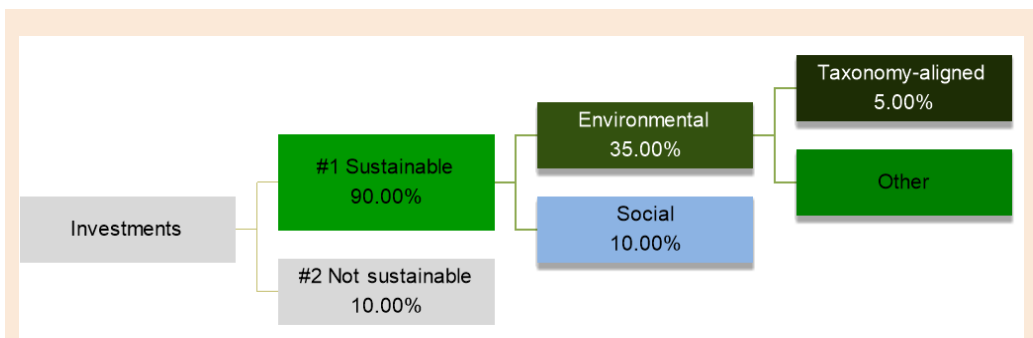 Investments
#1 Sustainable
90.00%
#2 Not sustainable
10.00%
Environmental
35.00%
Social
10.00%
Taxonomy-aligned
5.00%
Other